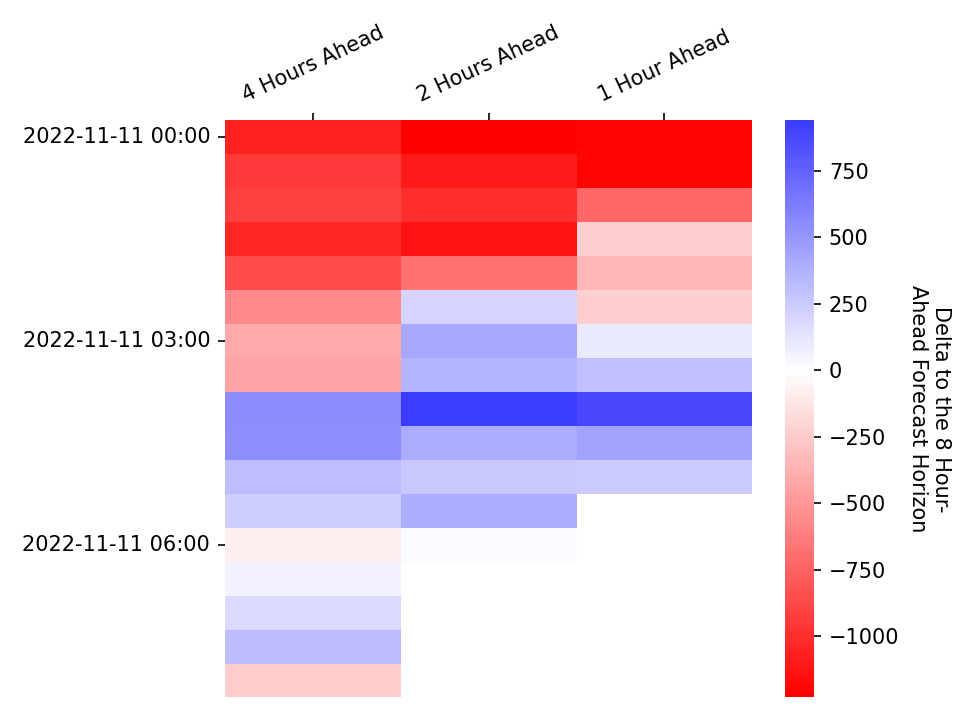 4 Hours Ahead
2 Hours Ahead
1 Hour Ahead
2022-11-11 00:00
2022-11-11 03:00
2022-11-11 06:00
750
500
250
0
−250
−500
−750
−1000
Delta to the 8 Hour-
Ahead Forecast Horizon